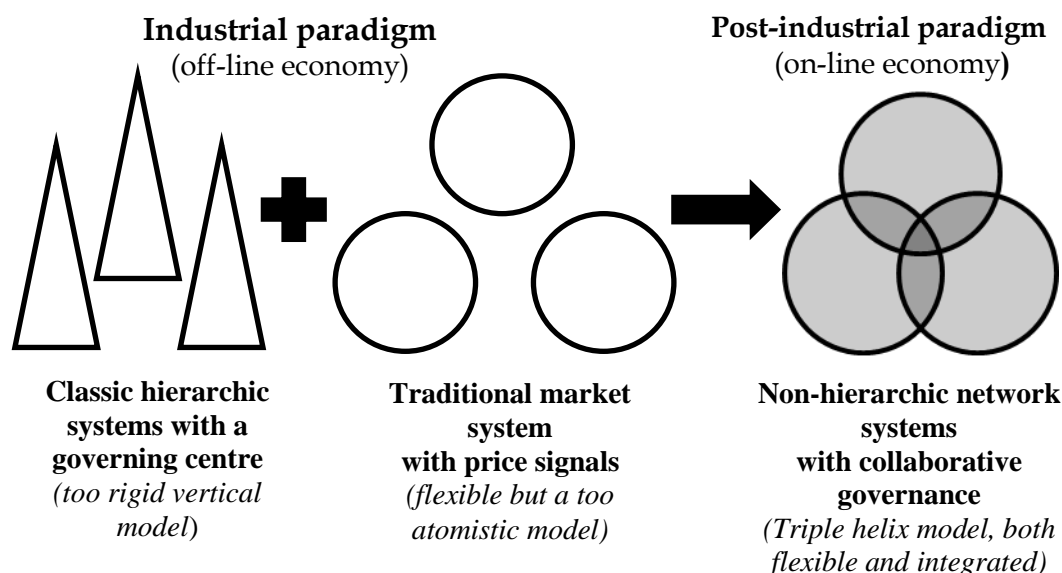 Industrial paradigm
(off-line economy)
Post-industrial paradigm
(on-line economy)
Classic hierarchic
systems with a
governing centre
(too rigid vertical
model)
Traditional market
system
with price signals
(flexible but a too
atomistic model)
Non-hierarchic network
systems
with collaborative
governance
(Triple helix model, both
flexible and integrated)